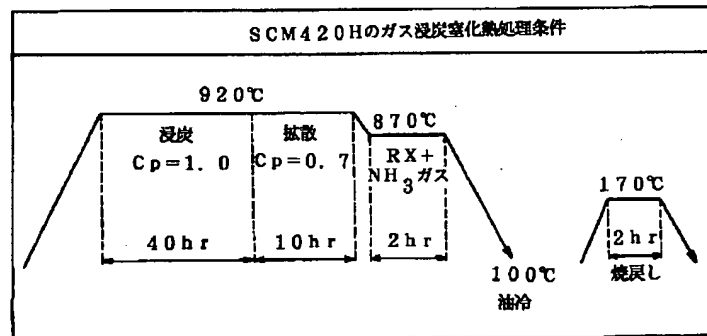 SCM420Hのガス浸炭窒化熱処理条件
920℃
870℃
浸炭
拡散
Cp=1.0
Cp=0.7
RX+
NH3ガス
170℃
40hr
10hr
2hr
2hr
100℃
焼戻し
油冷